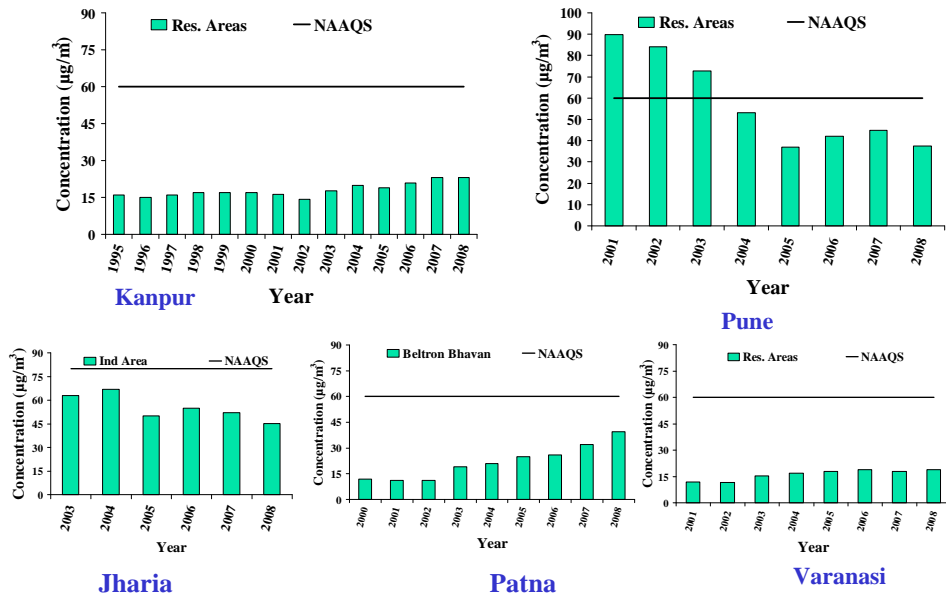 Res. Areas NAAQS
Concentration (µg/m³)
90
75
60
45
30
15
0
1995 1996 1997 1998 1999 2000 2001 2002 2003 2004 2005 2006 2007 2008
Year
Kanpur
Res. Areas NAAQS
Concentration (µg/m³)
100
90
80
70
60
50
40
30
20
10
0
2001 2002 2003 2004 2005 2006 2007 2008
Year
Pune
Ind Area NAAQS
Concentration (µg/m³)
90
75
60
45
30
15
0
2003 2004 2005 2006 2007 2008
Year
Jharia
Beltron Bhavan NAAQS
Concentration (µg/m³)
90
75
60
45
30
15
0
2000 2001 2002 2003 2004 2005 2006 2007 2008
Year
Patna
Res. Areas NAAQS
Concentration (µg/m³)
90
75
60
45
30
15
0
2001 2002 2003 2004 2005 2006 2007 2008
Year
Varanasi